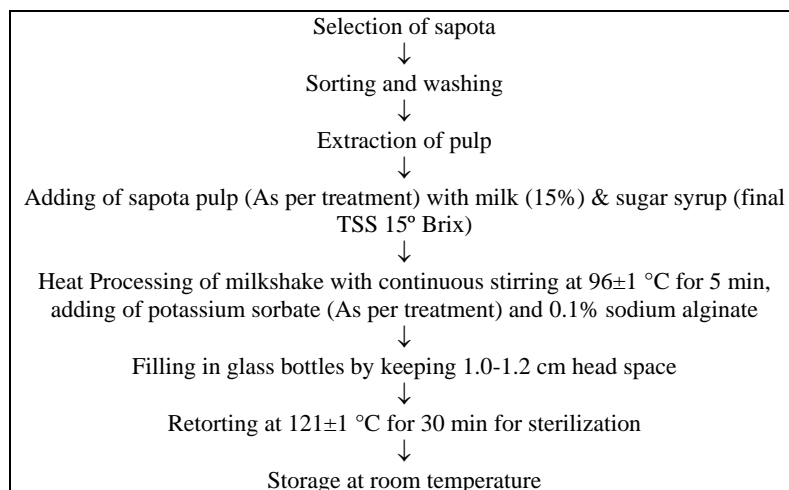 Selection of sapota
↓
Sorting and washing
↓
Extraction of pulp
↓
Adding of sapota pulp (As per treatment) with milk (15%) & sugar syrup (final
TSS 15º Brix)
↓
Heat Processing of milkshake with continuous stirring at 96±1 °C for 5 min,
adding of potassium sorbate (As per treatment) and 0.1% sodium alginate
↓
Filling in glass bottles by keeping 1.0-1.2 cm head space
↓
Retorting at 121±1 °C for 30 min for sterilization
↓
Storage at room temperature